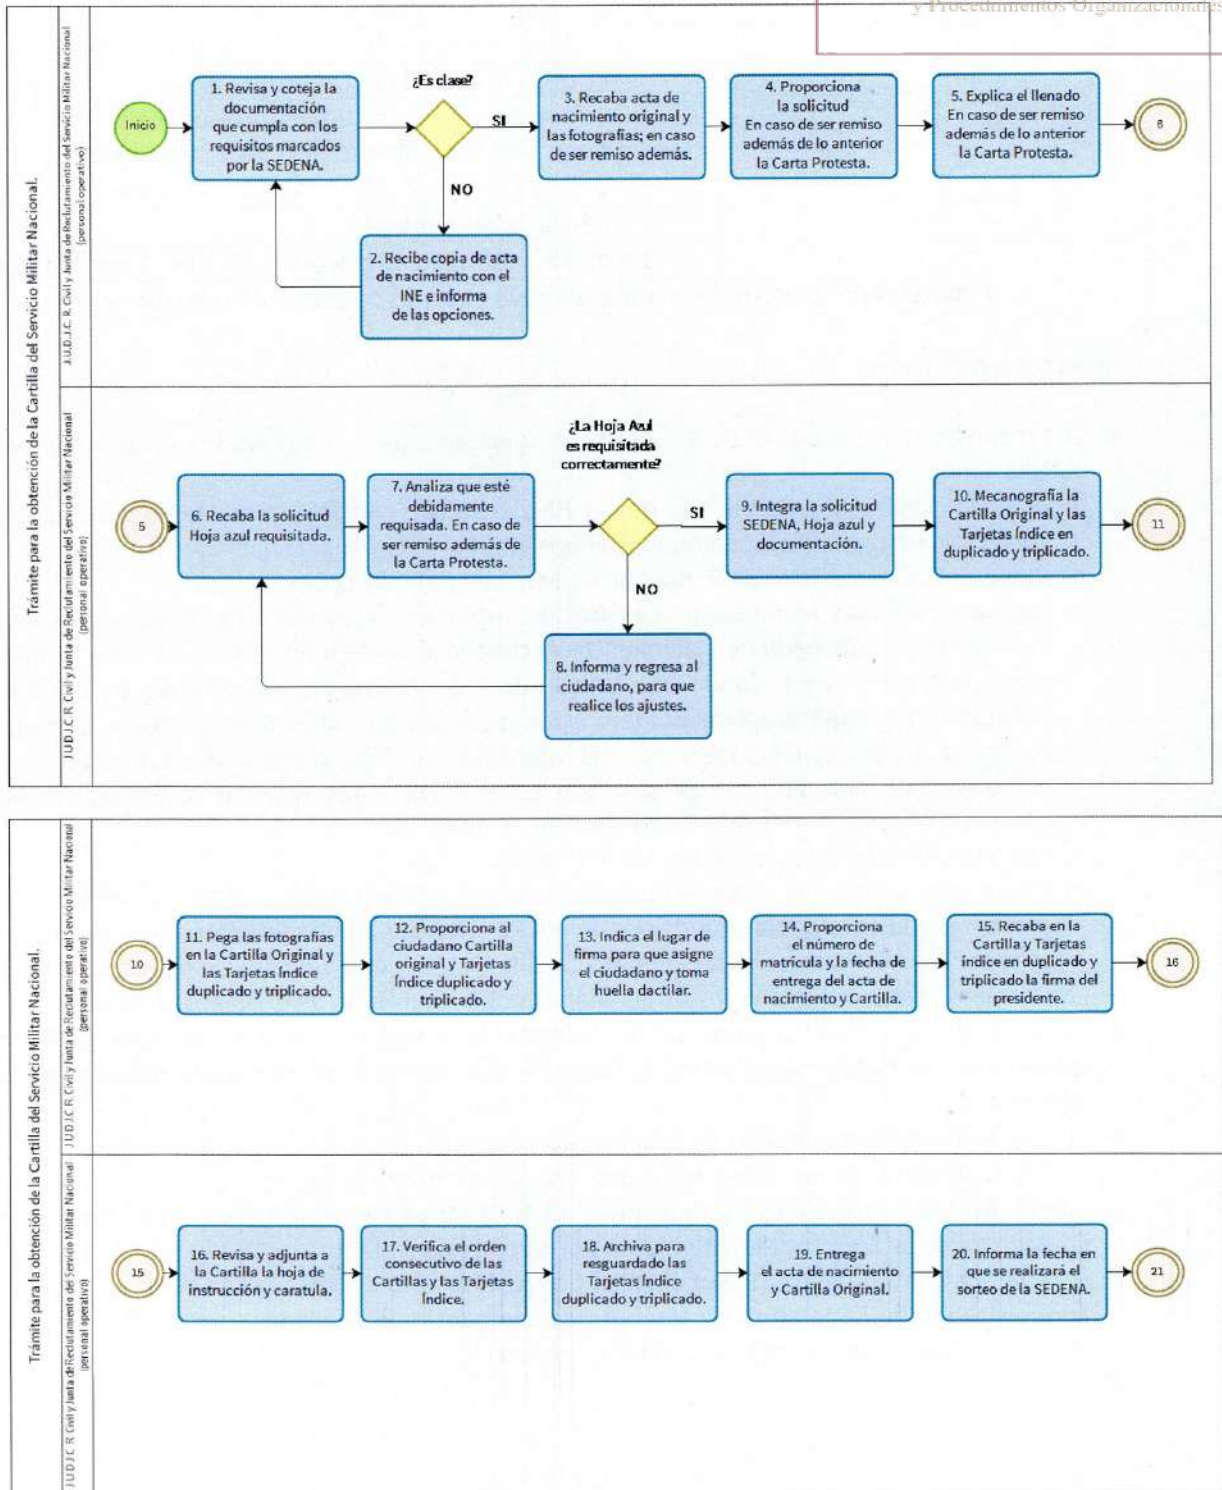 y Procedimientos Organizacionales
Trámite para la obtención de la Cartilla del Servicio Militar Nacional.
J.U.D.J.C. R. Civil y Junta de Reclutamiento del Servicio Militar Nacional
(personal operativo)
Inicio
1. Revisa y coteja la
documentación
que cumpla con los
requisitos marcados
por la SEDENA.
¿Es clase?
SI
NO
2. Recibe copia de acta
de nacimiento con el
INE e informa
de las opciones.
3. Recaba acta de
nacimiento original y
las fotografías; en caso
de ser remiso además.
4. Proporciona
la solicitud
En caso de ser remiso
además de lo anterior
la Carta Protesta.
5. Explica el llenado
En caso de ser remiso
además de lo anterior
la Carta Protesta.
6
J.U.D.J.C. R. Civil y Junta de Reclutamiento del Servicio Militar Nacional
(personal operativo)
5
6. Recaba la solicitud
Hoja azul requisitada.
7. Analiza que esté
debidamente
requisada. En caso de
ser remiso además de
la Carta Protesta.
¿La Hoja Azul
es requisitada
correctamente?
SI
NO
8. Informa y regresa al
ciudadano, para que
realice los ajustes.
9. Integra la solicitud
SEDENA, Hoja azul y
documentación.
10. Mecanografía la
Cartilla Original y las
Tarjetas Índice en
duplicado y triplicado.
11
Trámite para la obtención de la Cartilla del Servicio Militar Nacional.
J.U.D.J.C. R. Civil y Junta de Reclutamiento del Servicio Militar Nacional
(personal operativo).
10
11. Pega las fotografías
en la Cartilla Original y
las Tarjetas Índice
duplicado y triplicado.
12. Proporciona al
ciudadano Cartilla
original y Tarjetas
Índice duplicado y
triplicado.
13. Indica el lugar de
firma para que asigne
el ciudadano y toma
huella dactilar.
14. Proporciona
el número de
matrícula y la fecha de
entrega del acta de
nacimiento y Cartilla.
15. Recaba en la
Cartilla y Tarjetas
índice en duplicado y
triplicado la firma del
presidente.
16
J.U.D.J.C. R. Civil y Junta de Reclutamiento del Servicio Militar Nacional
(personal operativo)
15
16. Revisa y adjunta a
la Cartilla la hoja de
instrucción y caratula.
17. Verifica el orden
consecutivo de las
Cartillas y las Tarjetas
Índice.
18. Archiva para
resguardado las
Tarjetas Índice
duplicado y triplicado.
19. Entrega
el acta de nacimiento
y Cartilla Original.
20. Informa la fecha en
que se realizará el
sorteo de la SEDENA.
21